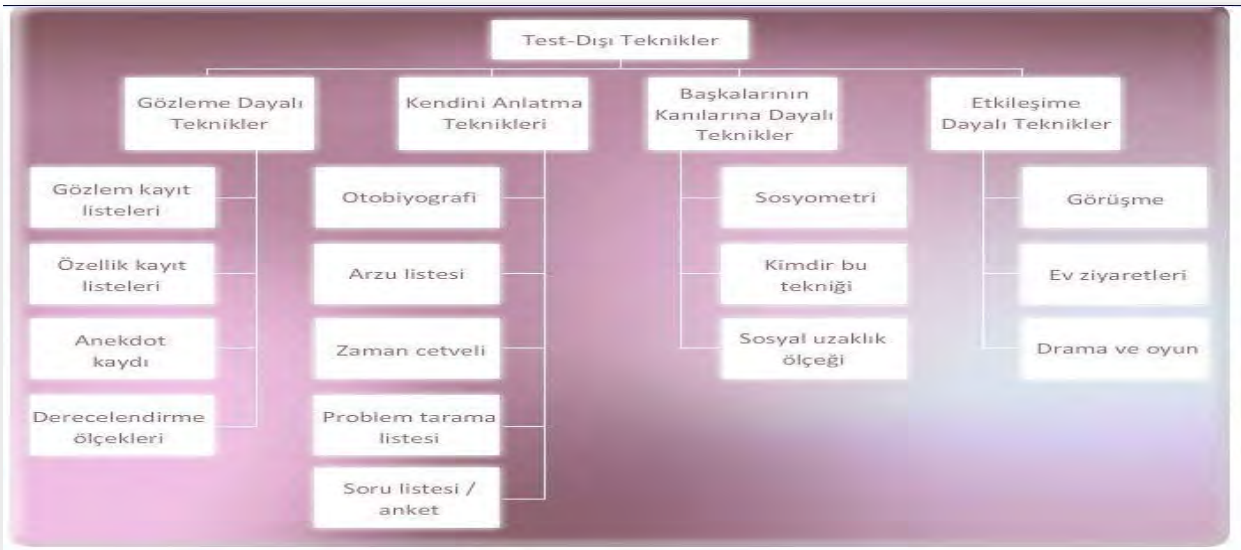 Test-Dışı Teknikler
Gözleme Dayalı
Teknikler
Kendini Anlatma
Teknikleri
Başkalarının
Kanılarına Dayalı
Teknikler
Etkileşime
Dayalı Teknikler
Gözlem kayıt
listeleri
Özellik kayıt
listeleri
Anekdot
kaydı
Derecelendirme
ölçekleri
Otobiyografi
Arzu listesi
Zaman cetveli
Problem tarama
listesi
Soru listesi /
anket
Sosyometri
Kimdir bu
tekniği
Sosyal uzaklık
ölçeği
Görüşme
Ev ziyaretleri
Drama ve oyun